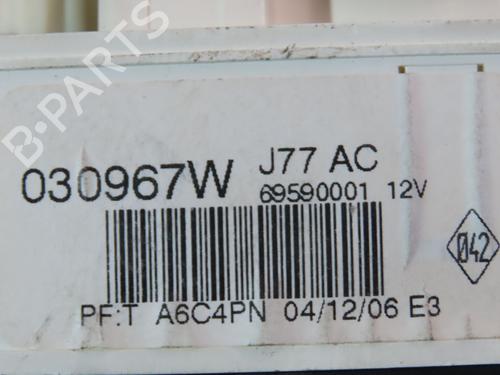 B-PARTS
030967W J77 AC
69590001 12V
042
PF:T A6C4PN 04/12/06 E3